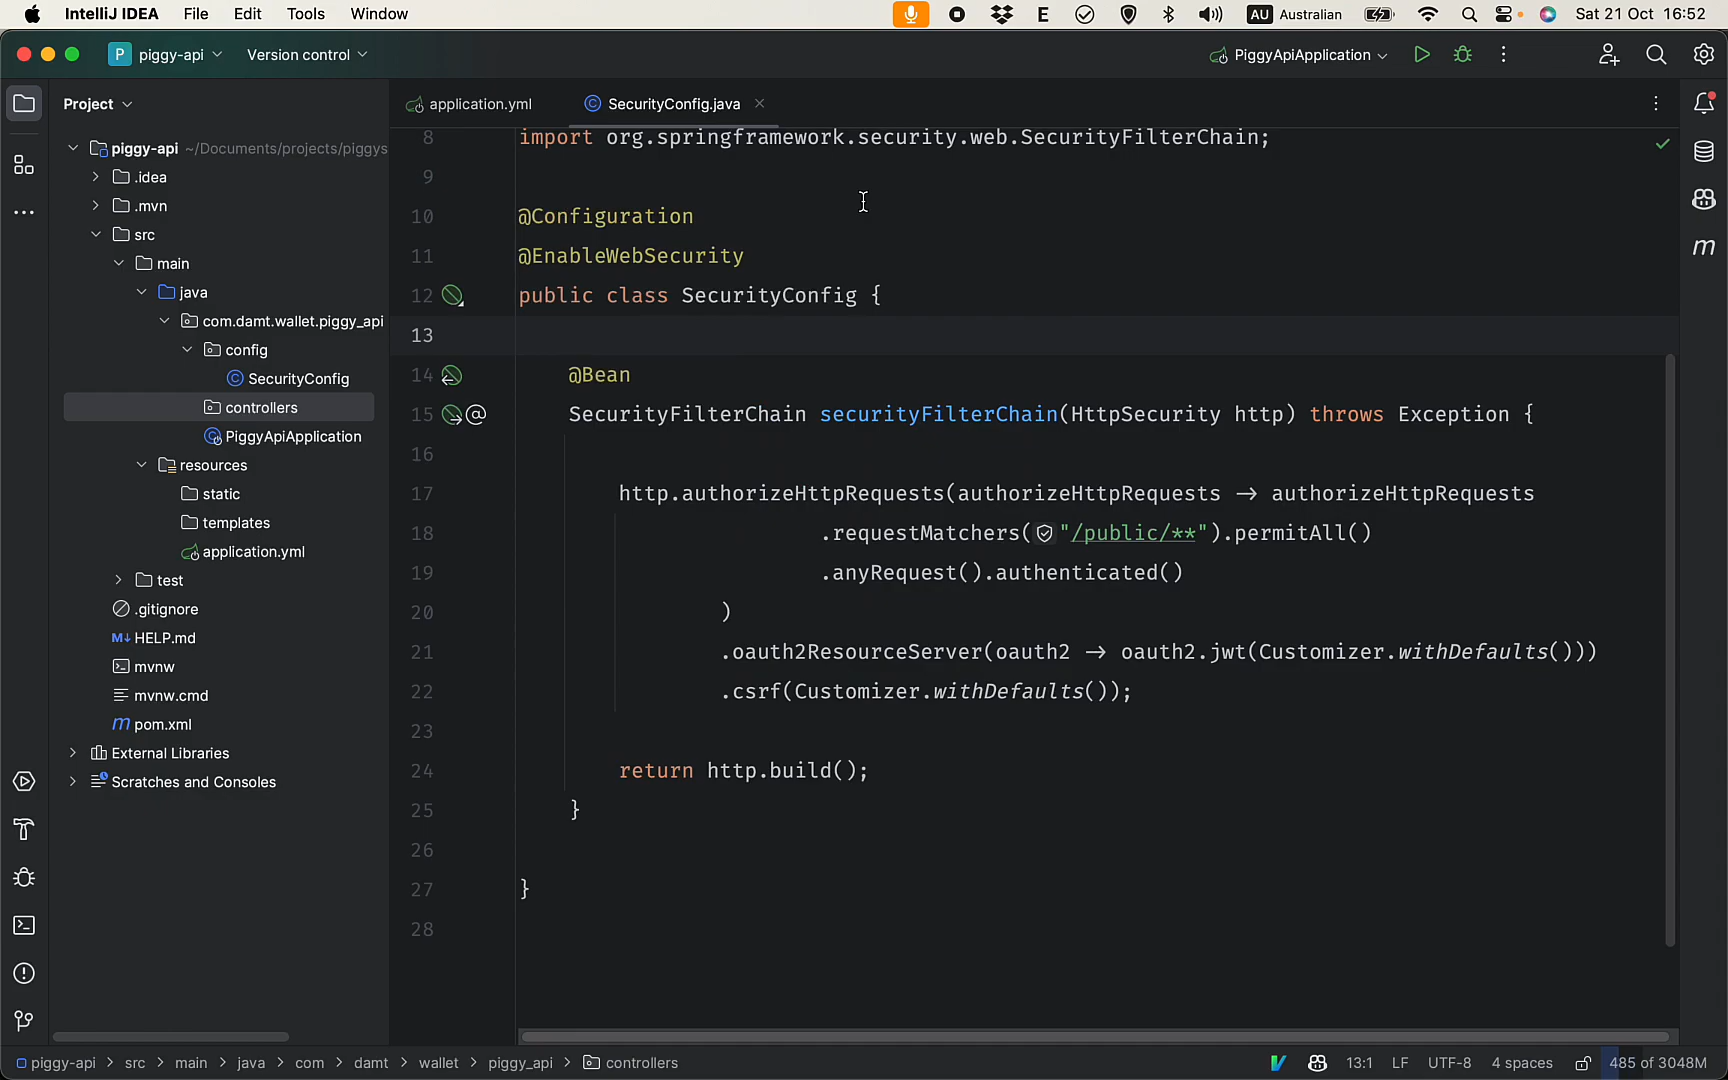 IntelliJ IDEA File Edit Tools Window AU Australian Sat 21 Oct 16:52
P piggy-api Version control PiggyApiApplication
Project application.yml SecurityConfig.java
piggy-api ~/Documents/projects/piggys
.idea
.mvn
src
main
java
com.damt.wallet.piggy_api
config
SecurityConfig
controllers
PiggyApiApplication
resources
static
templates
application.yml
test
.gitignore
M↓ HELP.md
mvnw
mvnw.cmd
m pom.xml
External Libraries
Scratches and Consoles
8 import org.springframework.security.web.SecurityFilterChain;
9
10 @Configuration
11 @EnableWebSecurity
12 public class SecurityConfig {
13
14 @Bean
15 @ SecurityFilterChain securityFilterChain(HttpSecurity http) throws Exception {
16
17 http.authorizeHttpRequests(authorizeHttpRequests → authorizeHttpRequests
18 .requestMatchers("/public/**").permitAll()
19 .anyRequest().authenticated()
20 )
21 .oauth2ResourceServer(oauth2 → oauth2.jwt(Customizer.withDefaults()))
22 .csrf(Customizer.withDefaults());
23
24 return http.build();
25 }
26
27 }
28
m
piggy-api > src > main > java > com > damt > wallet > piggy_api > controllers 13:1 LF UTF-8 4 spaces 485 of 3048M